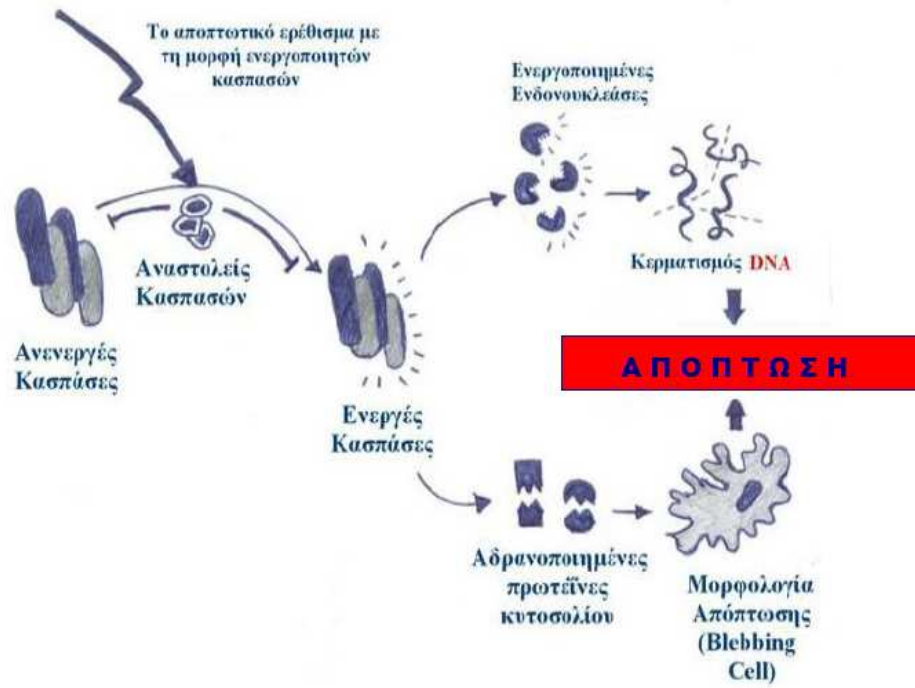 Το αποπτωτικό ερέθισμα με
τη μορφή ενεργοποιητών
κασπασών
Ενεργοποιημένες
Ενδονουκλεάσες
Αναστολείς
Κασπασών
Κερματισμός DNA
Ανενεργές
Κασπάσες
ΑΠΟΠΤΩΣΗ
Ενεργές
Κασπάσες
Αδρανοποιημένες
πρωτεΐνες
κυτοσολίου
Μορφολογία
Απόπτωσης
(Blebbing
Cell)